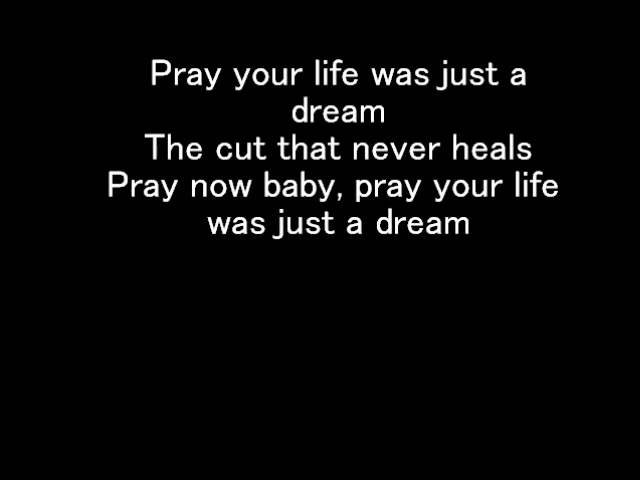 Pray your life was just a
dream
The cut that never heals
Pray now baby, pray your life
was just a dream